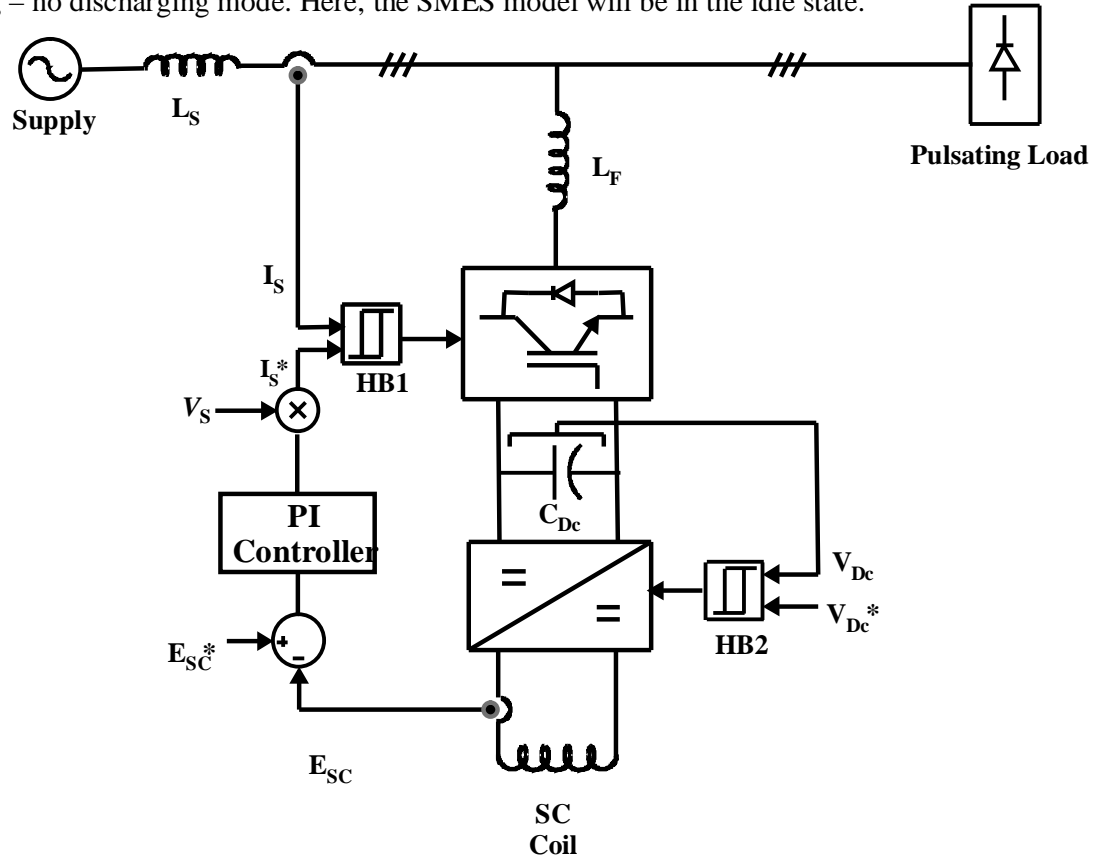 – no discharging mode. Here, the SMES model will be in the idle state.
Supply
L_S
Pulsating Load
L_F
I_S
I_S*
HB1
V_S
C_Dc
PI
Controller
V_Dc
V_Dc*
HB2
E_SC*
+
–
E_SC
SC
Coil